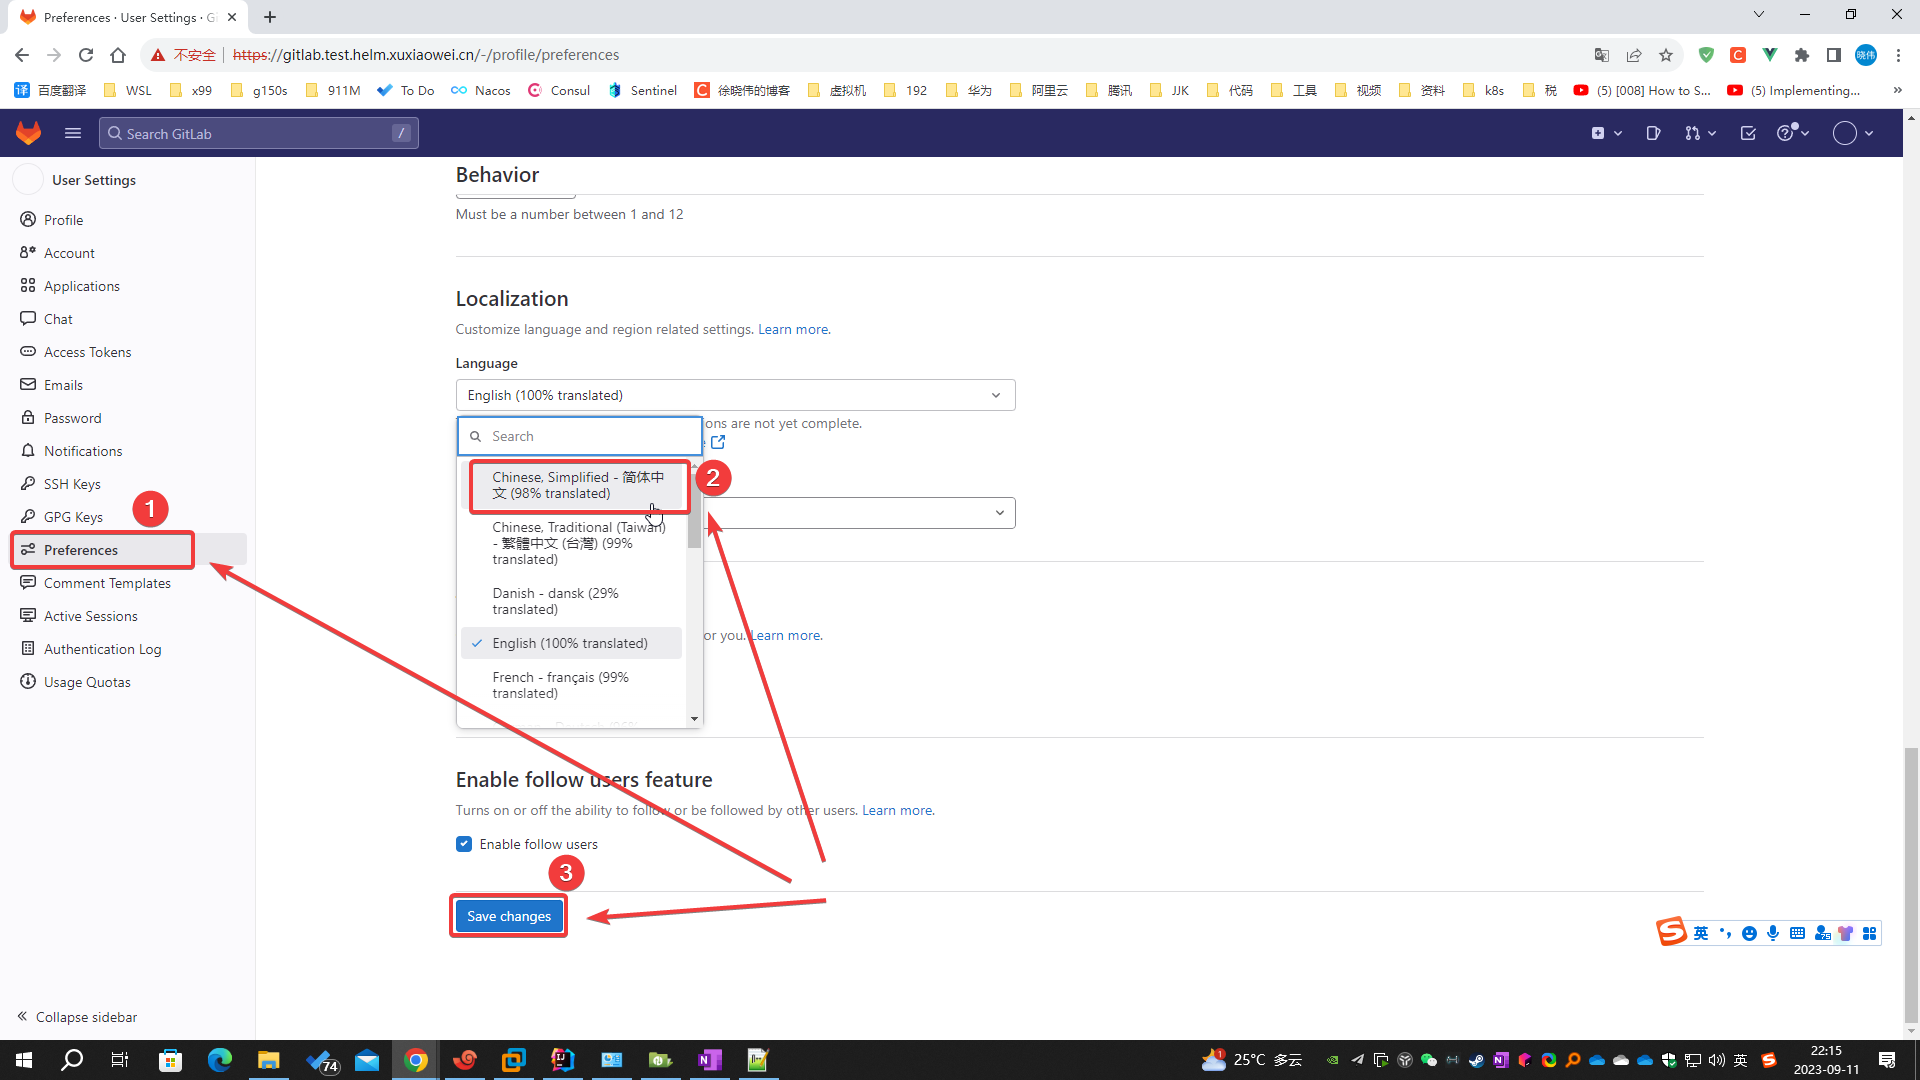 Preferences · User Settings · G
不安全
https://gitlab.test.helm.xuxiaowei.cn/-/profile/preferences
晓伟
译 百度翻译
WSL
x99
g150s
911M
To Do
Nacos
Consul
Sentinel
C 徐晓伟的博客
虚拟机
192
华为
阿里云
腾讯
JJK
代码
工具
视频
资料
k8s
税
(5) [008] How to S...
(5) Implementing...
Search GitLab
/
User Settings
Profile
Account
Applications
Chat
Access Tokens
Emails
Password
Notifications
SSH Keys
GPG Keys
1
Preferences
Comment Templates
Active Sessions
Authentication Log
Usage Quotas
Collapse sidebar
Behavior
Must be a number between 1 and 12
Localization
Customize language and region related settings. Learn more.
Language
English (100% translated)
ons are not yet complete.
Search
Chinese, Simplified - 简体中
文 (98% translated)
2
Chinese, Traditional (Taiwan)
- 繁體中文 (台灣) (99%
translated)
Danish - dansk (29%
translated)
English (100% translated)
or you. Learn more.
French - français (99%
translated)
Enable follow users feature
Turns on or off the ability to follow or be followed by other users. Learn more.
Enable follow users
3
Save changes
英
74
1
25°C 多云
英
22:15
2023-09-11